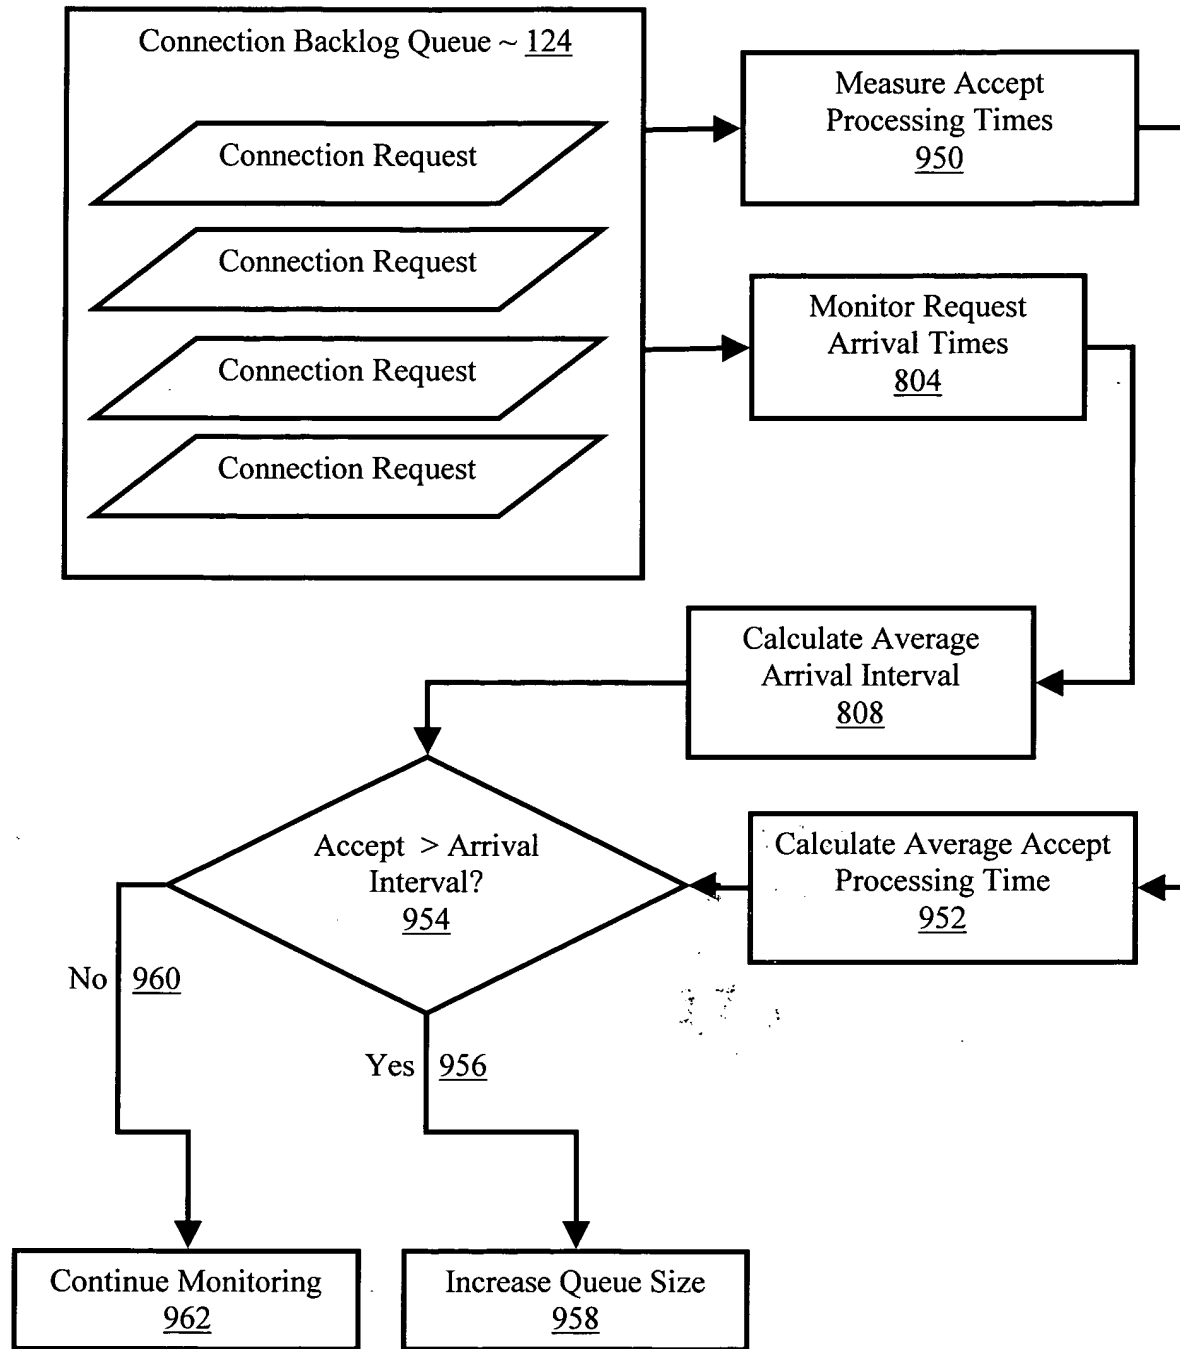 Connection Backlog Queue ~ 124
Connection Request
Connection Request
Connection Request
Connection Request
Measure Accept
Processing Times
950
Monitor Request
Arrival Times
804
Calculate Average
Arrival Interval
808
Accept > Arrival
Interval?
954
Calculate Average Accept
Processing Time
952
No 960
Yes 956
Continue Monitoring
962
Increase Queue Size
958